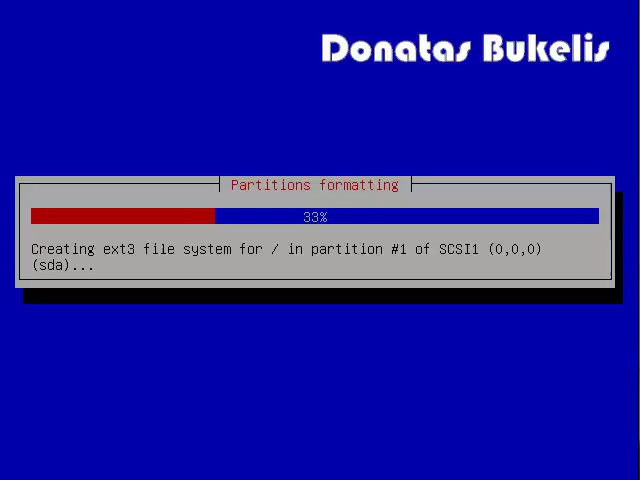 Donatas Bukelis
Partitions formatting
33%
Creating ext3 file system for / in partition #1 of SCSI1 (0,0,0)
(sda)...